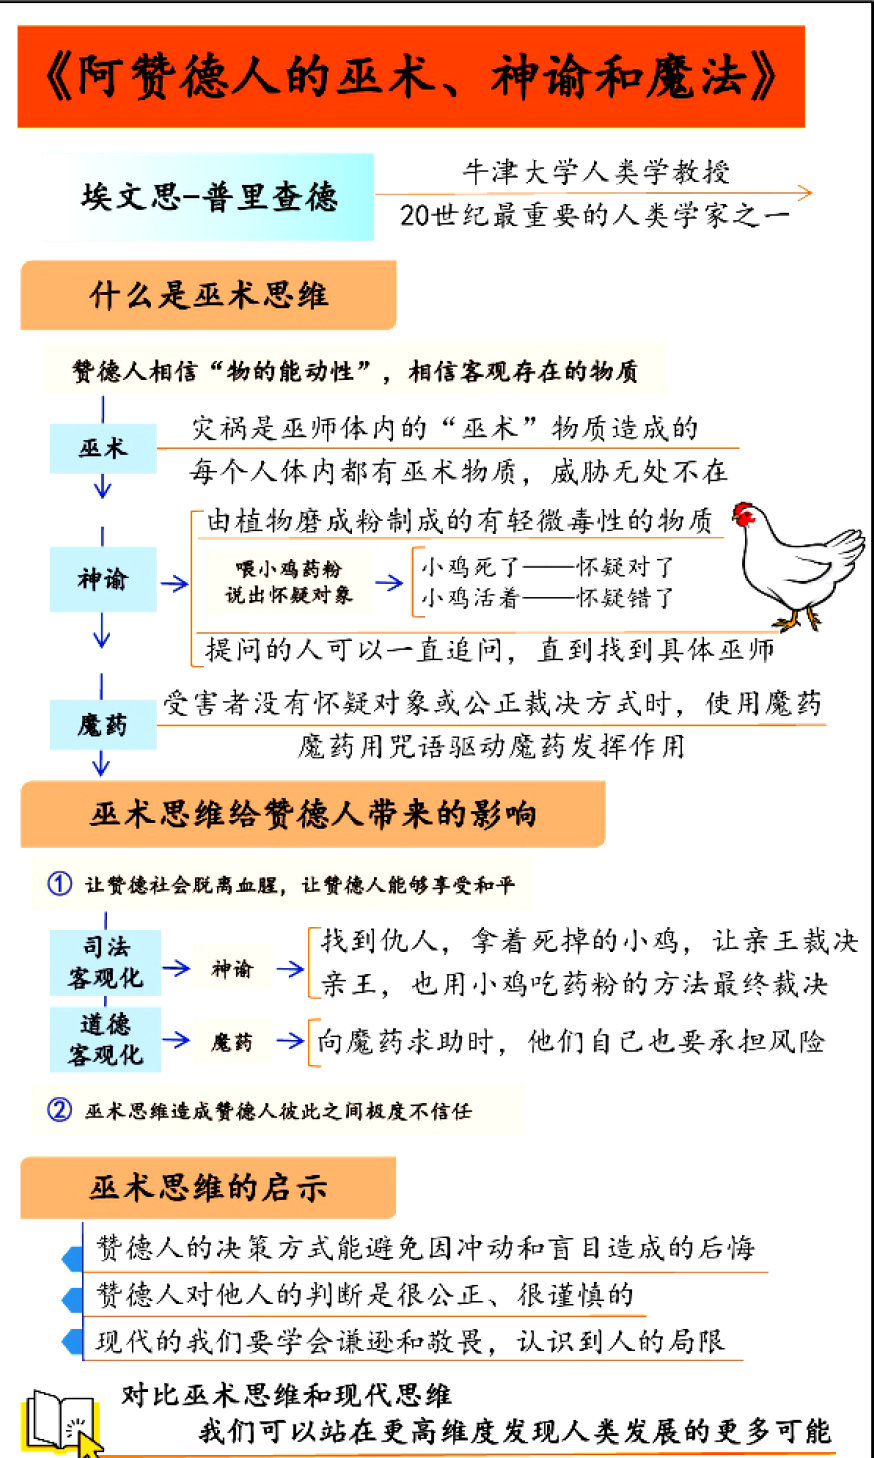 《阿赞德人的巫术、神谕和魔法》
埃文思-普里查德
牛津大学人类学教授
20世纪最重要的人类学家之一
什么是巫术思维
赞德人相信“物的能动性”，相信客观存在的物质
巫术
灾祸是巫师体内的“巫术”物质造成的
每个人体内都有巫术物质，威胁无处不在
神谕
由植物磨成粉制成的有轻微毒性的物质
喂小鸡药粉
说出怀疑对象
小鸡死了——怀疑对了
小鸡活着——怀疑错了
提问的人可以一直追问，直到找到具体巫师
魔药
受害者没有怀疑对象或公正裁决方式时，使用魔药
魔药用咒语驱动魔药发挥作用
巫术思维给赞德人带来的影响
① 让赞德社会脱离血腥，让赞德人能够享受和平
司法
客观化
神谕
找到仇人，拿着死掉的小鸡，让亲王裁决
亲王，也用小鸡吃药粉的方法最终裁决
道德
客观化
魔药
向魔药求助时，他们自己也要承担风险
② 巫术思维造成赞德人彼此之间极度不信任
巫术思维的启示
赞德人的决策方式能避免因冲动和盲目造成的后悔
赞德人对他人的判断是很公正、很谨慎的
现代的我们要学会谦逊和敬畏，认识到人的局限
对比巫术思维和现代思维
我们可以站在更高维度发现人类发展的更多可能